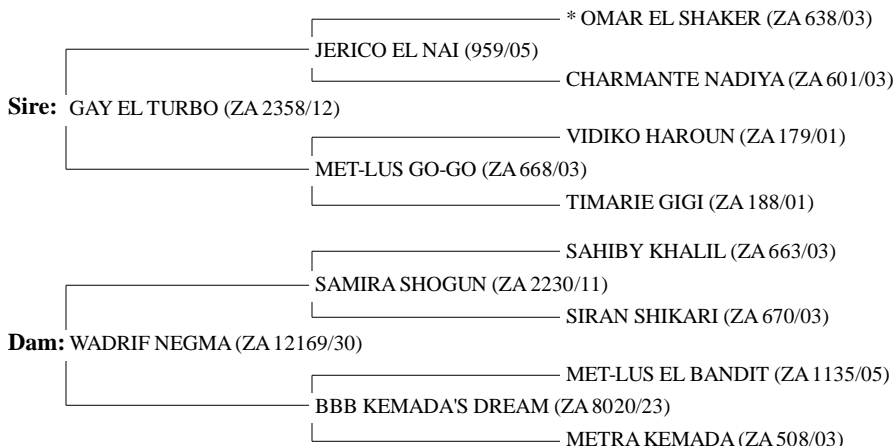 * OMAR EL SHAKER (ZA 638/03)
JERICO EL NAI (959/05)
CHARMANTE NADIYA (ZA 601/03)
Sire: GAY EL TURBO (ZA 2358/12)
VIDIKO HAROUN (ZA 179/01)
MET-LUS GO-GO (ZA 668/03)
TIMARIE GIGI (ZA 188/01)
SAHIBY KHALIL (ZA 663/03)
SAMIRA SHOGUN (ZA 2230/11)
SIRAN SHIKARI (ZA 670/03)
Dam: WADRIF NEGMA (ZA 12169/30)
MET-LUS EL BANDIT (ZA 1135/05)
BBB KEMADA'S DREAM (ZA 8020/23)
METRA KEMADA (ZA 508/03)